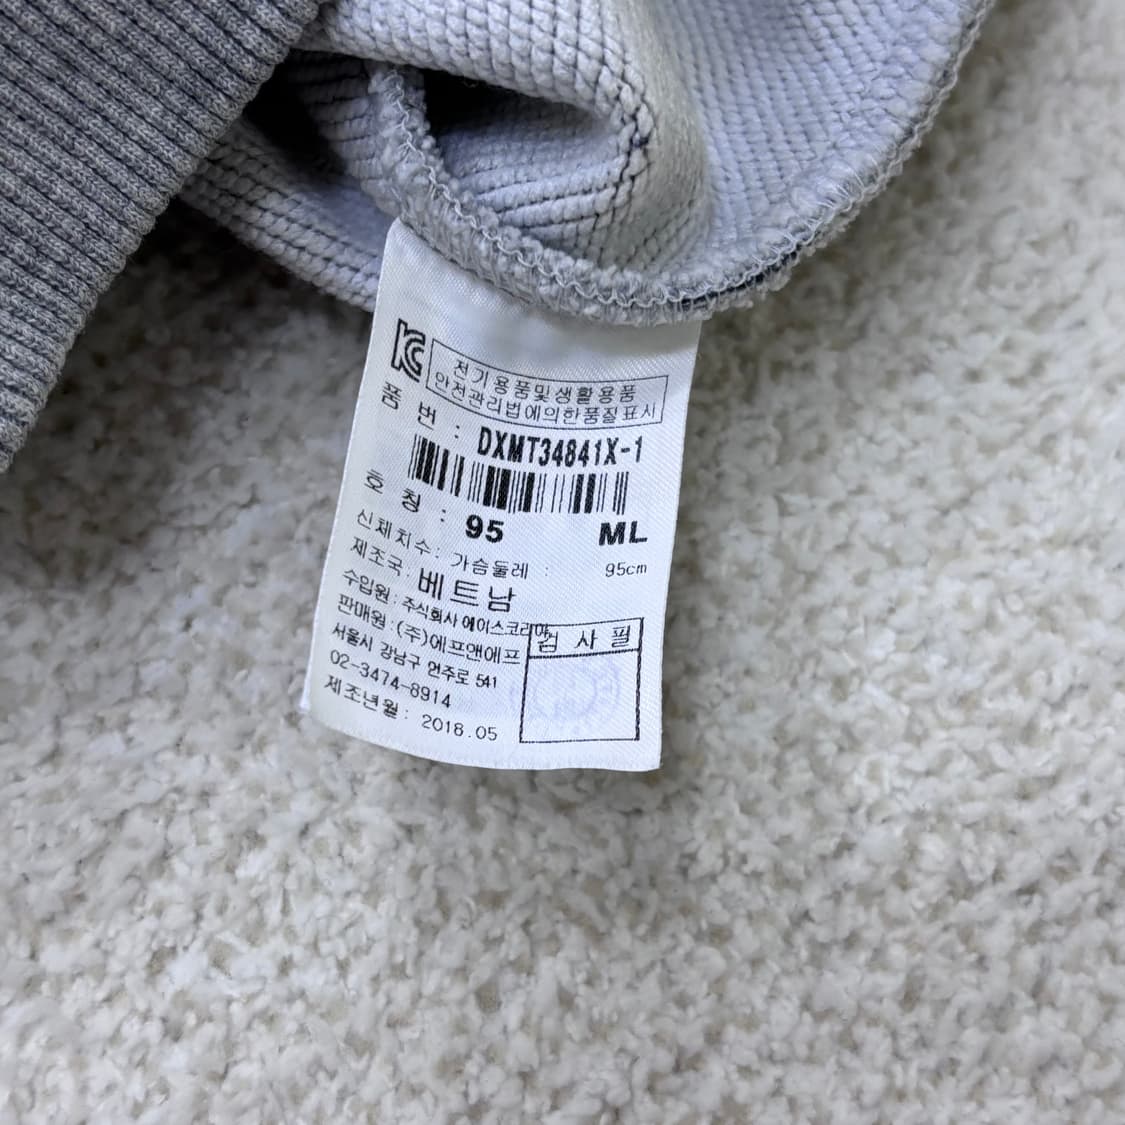 KC
전기용품및생활용품
안전관리법에의한품질표시
품 번 : DXMT34841X-1
호 칭 : 95 ML
신체치수: 가슴둘레 : 95cm
제조국: 베트남
수입원 : 주식회사 에이스코리아
판매원 : (주)에프앤에프
서울시 강남구 언주로 541
02-3474-8914
제조년월: 2018.05
검 사 필